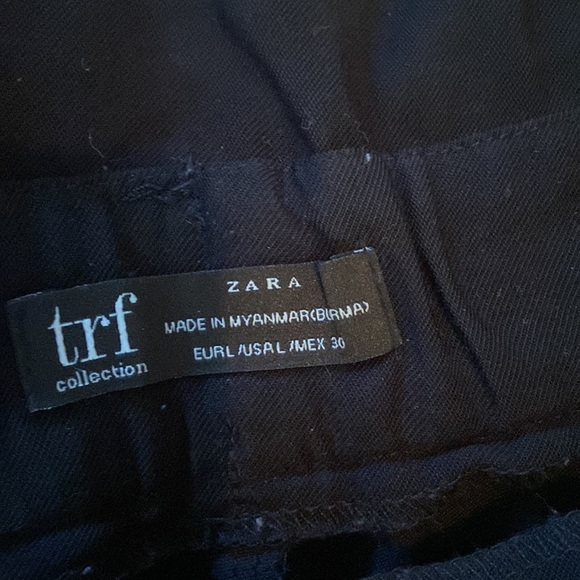 trf
collection
ZARA
MADE IN MYANMAR(BIRMA)
EUR L /USA L /MEX 30